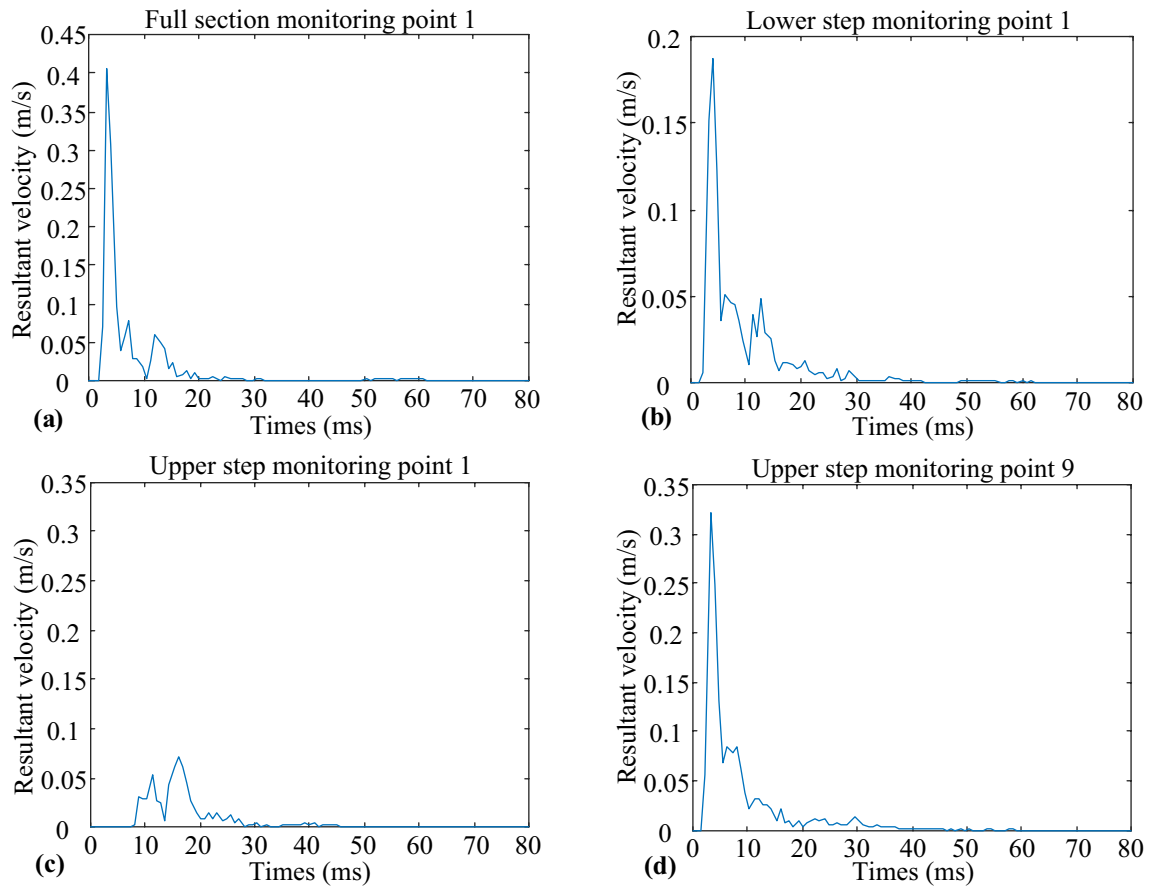 Full section monitoring point 1
0.45
0.4
0.35
0.3
0.25
0.2
0.15
0.1
0.05
0
Resultant velocity (m/s)
0 10 20 30 40 50 60 70 80
Times (ms)
(a)
Lower step monitoring point 1
0.2
0.15
0.1
0.05
0
Resultant velocity (m/s)
0 10 20 30 40 50 60 70 80
Times (ms)
(b)
Upper step monitoring point 1
0.35
0.3
0.25
0.2
0.15
0.1
0.05
0
Resultant velocity (m/s)
0 10 20 30 40 50 60 70 80
Times (ms)
(c)
Upper step monitoring point 9
0.35
0.3
0.25
0.2
0.15
0.1
0.05
0
Resultant velocity (m/s)
0 10 20 30 40 50 60 70 80
Times (ms)
(d)